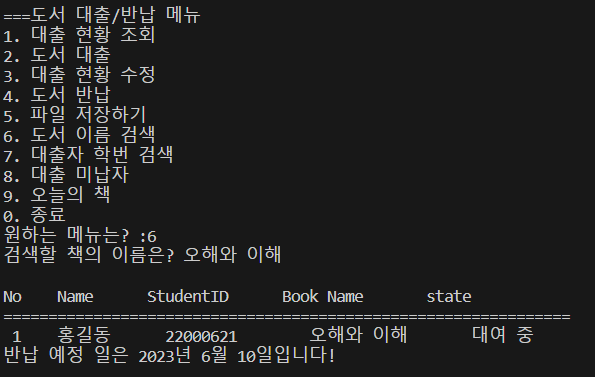 ===도서 대출/반납 메뉴
1. 대출 현황 조회
2. 도서 대출
3. 대출 현황 수정
4. 도서 반납
5. 파일 저장하기
6. 도서 이름 검색
7. 대출자 학번 검색
8. 대출 미납자
9. 오늘의 책
0. 종료
원하는 메뉴는? :6
검색할 책의 이름은? 오해와 이해
No Name StudentID Book Name state
================================================================
1 홍길동 22000621 오해와 이해 대여 중
반납 예정 일은 2023년 6월 10일입니다!